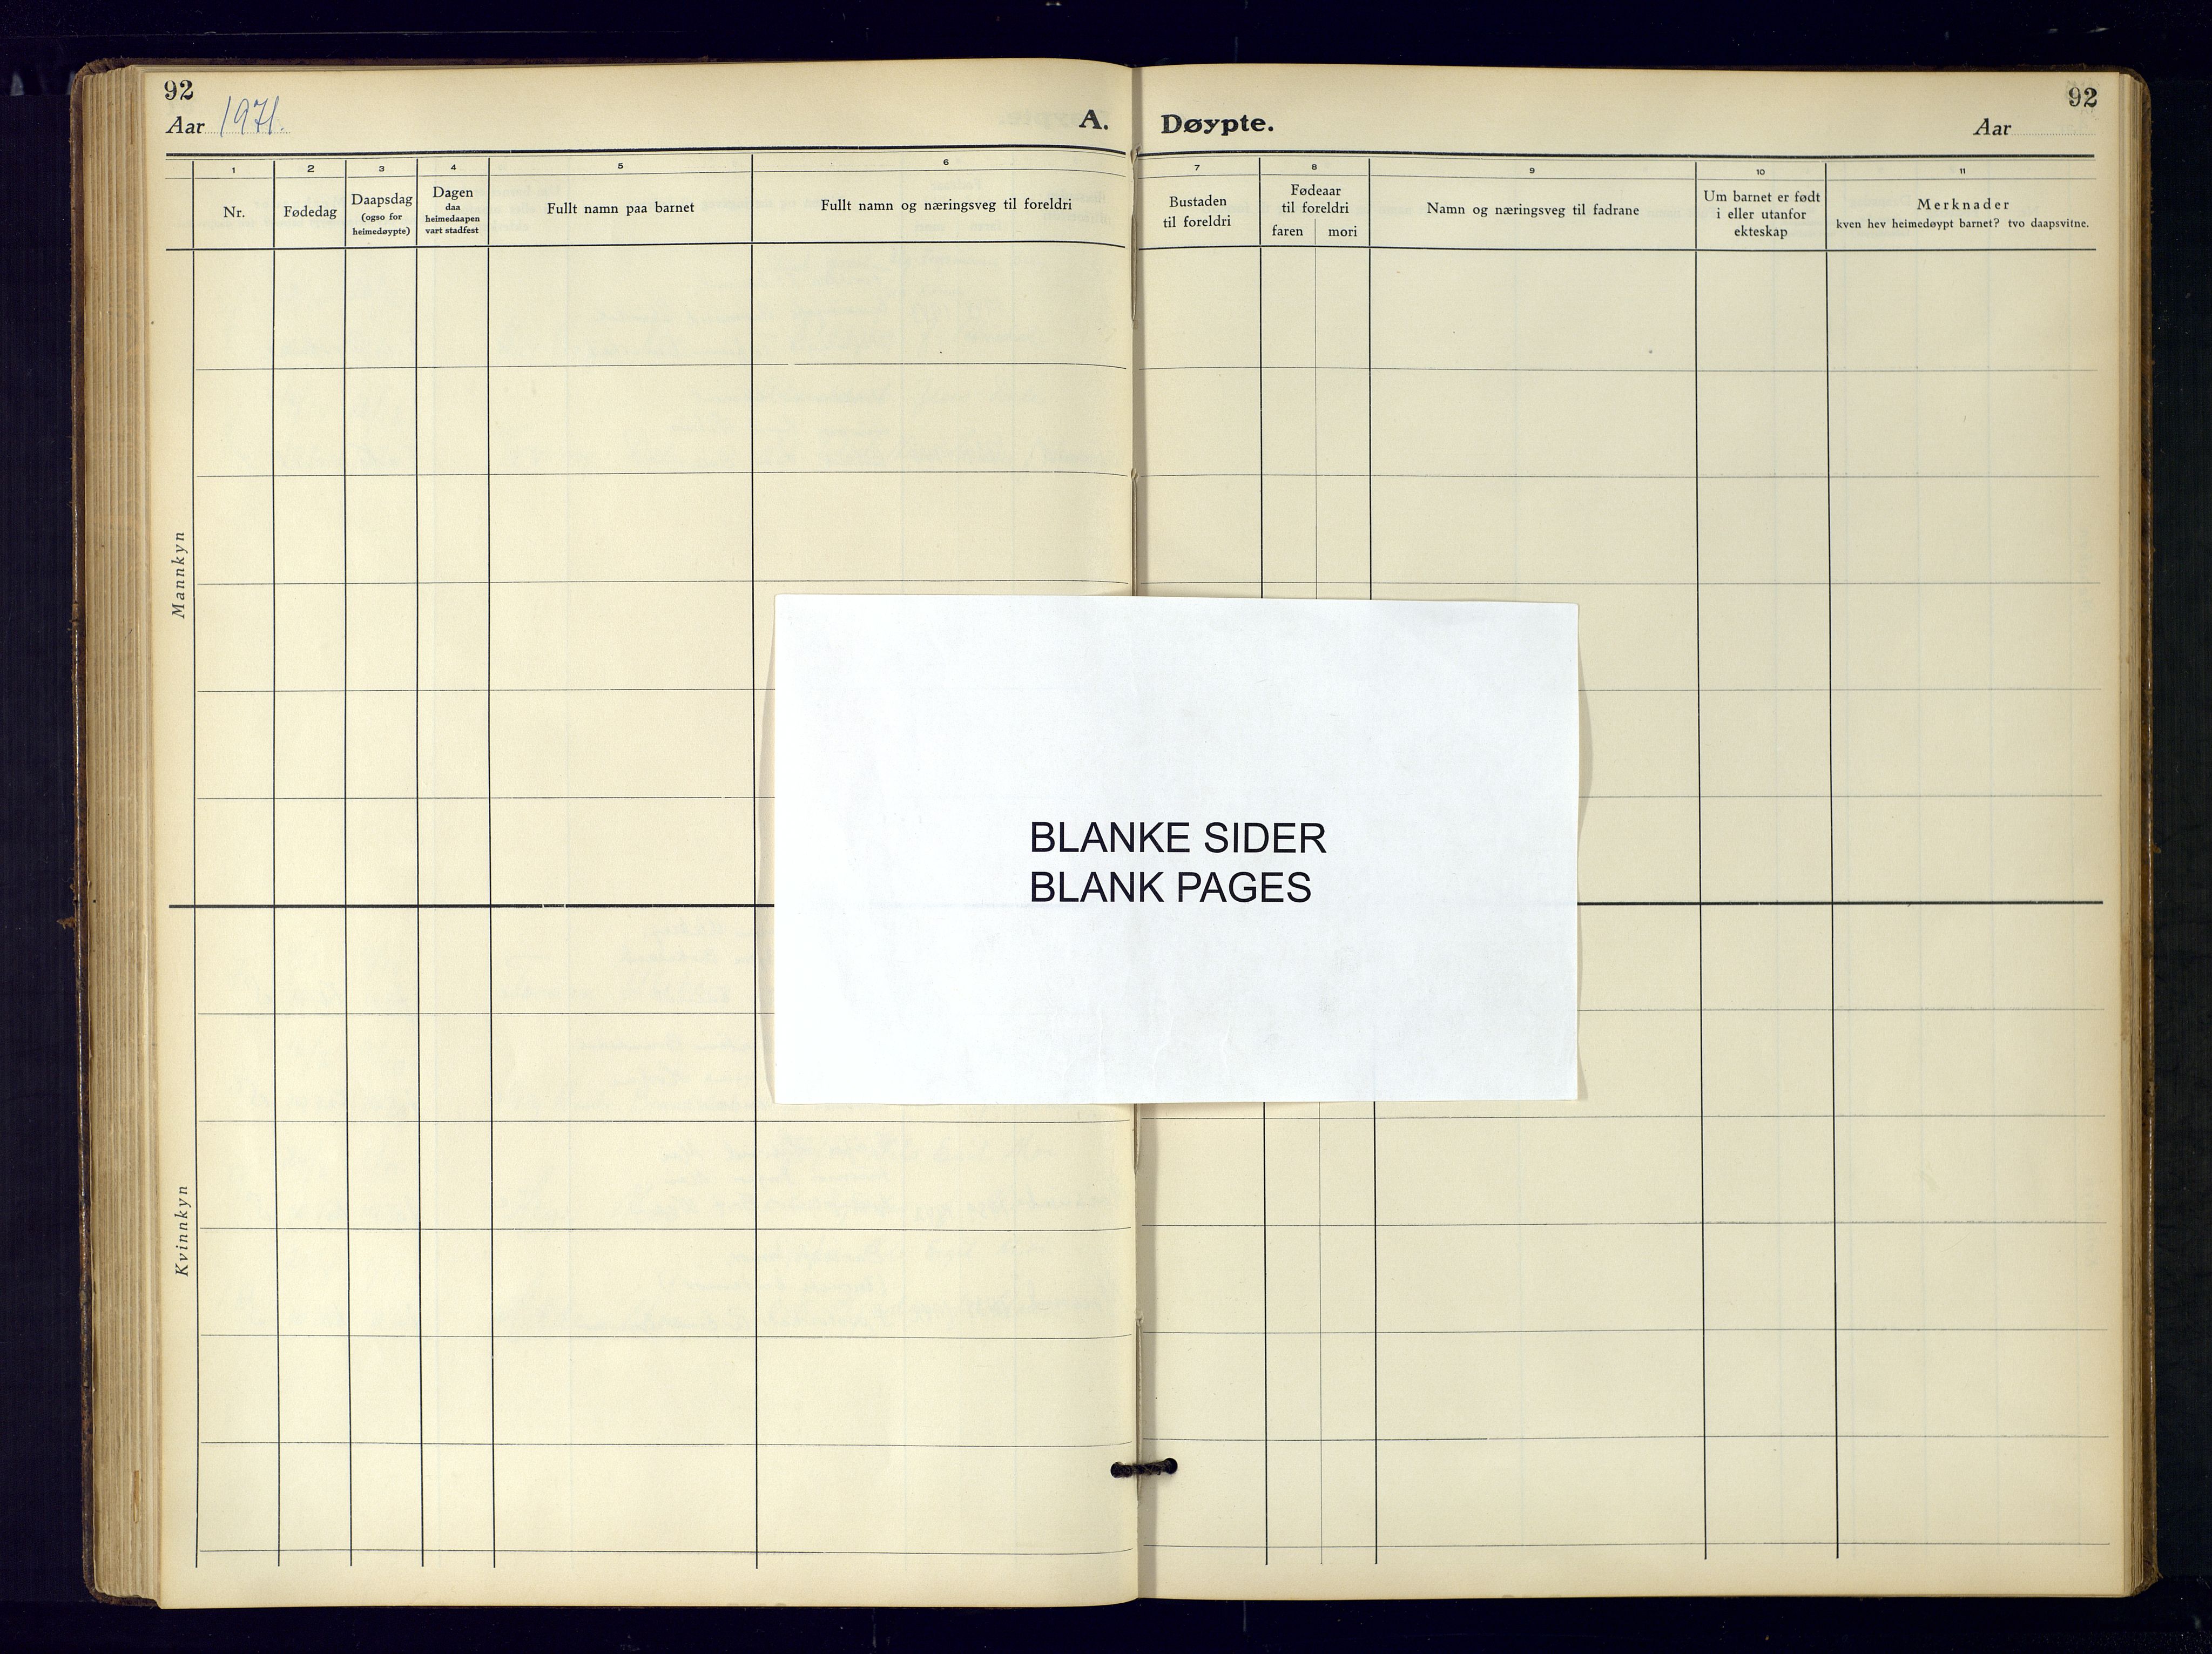 92
Aar 1971.
A.
1
2
3
4
5
6
Nr.
Fødedag
Daapsdag
(ogso for
heimedøypte)
Dagen
daa
heimedaapen
vart stadfest
Fullt namn paa barnet
Fullt namn og næringsveg til foreldri
Mannkyn
Kvinnkyn
92
Døypte.
Aar
7
8
9
10
11
Bustaden
til foreldri
Fødeaar
til foreldri
faren mori
Namn og næringsveg til fadrane
Um barnet er født
i eller utanfor
ekteskap
Merknader
kven hev heimedøypt barnet? tvo daapsvitne.
BLANKE SIDER
BLANK PAGES